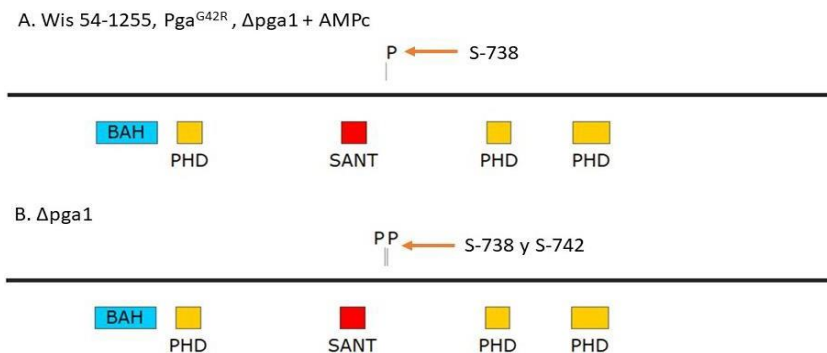 A. Wis 54-1255, Pga^G42R, Δpga1 + AMPc
P S-738
BAH
PHD SANT PHD PHD
B. Δpga1
PP S-738 y S-742
BAH
PHD SANT PHD PHD